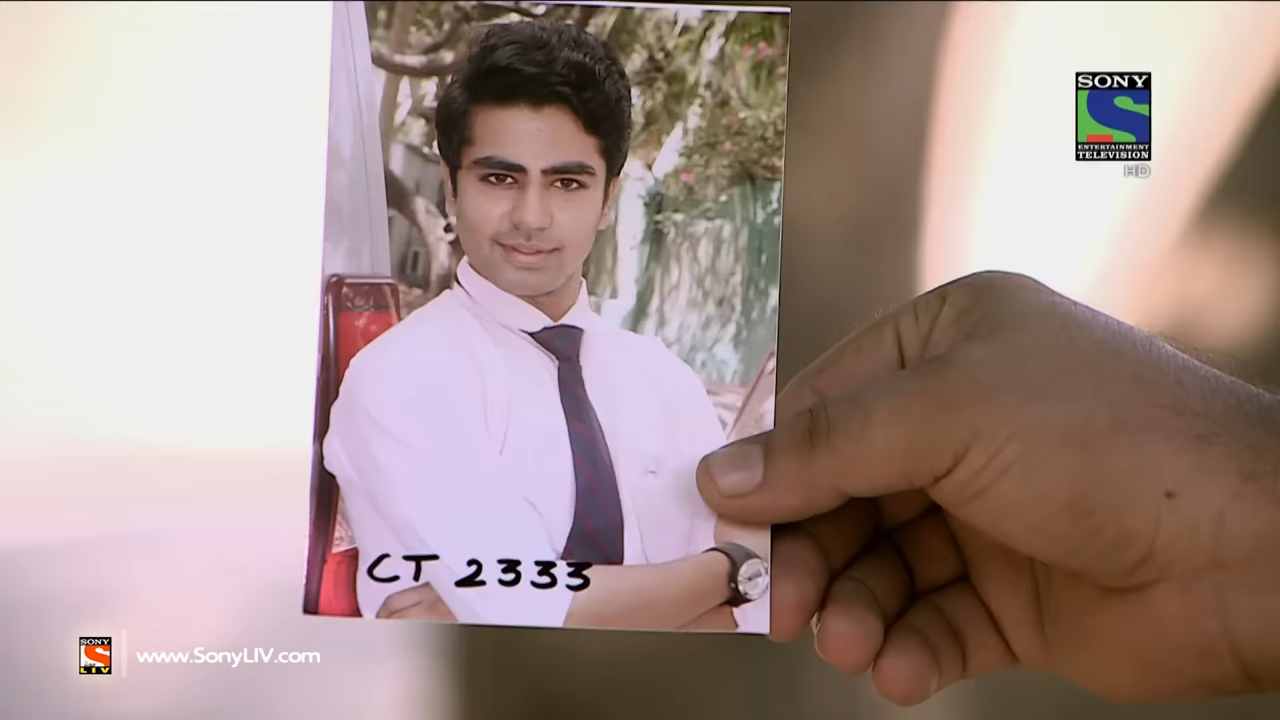 SONY
ENTERTAINMENT
TELEVISION
HD
CT 2333
SONY
LIV
www.SonyLIV.com